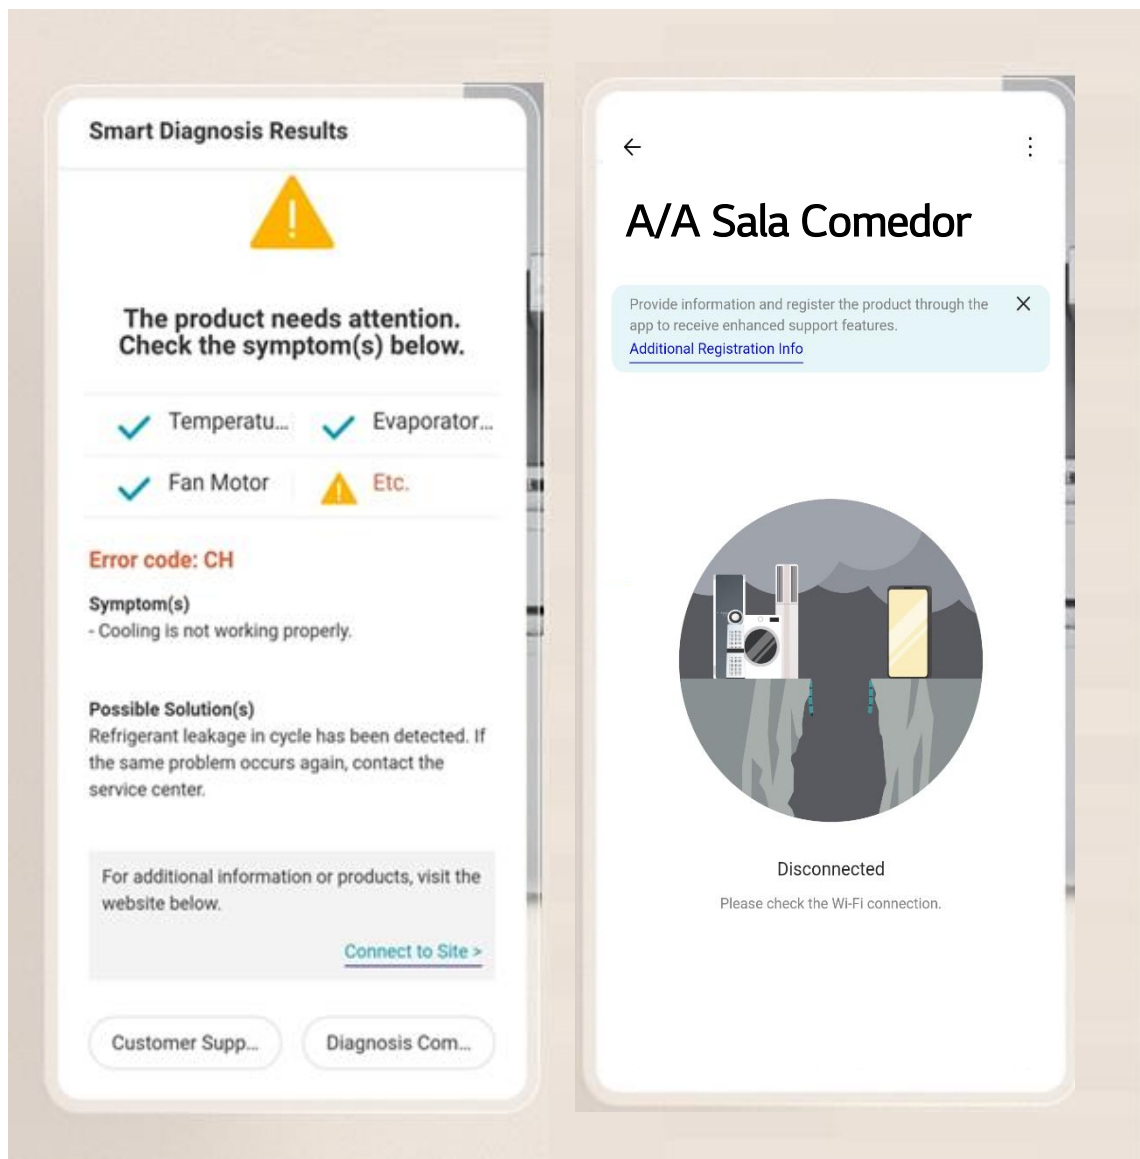 Smart Diagnosis Results
The product needs attention.
Check the symptom(s) below.
Temperatu...
Evaporator...
Fan Motor
Etc.
Error code: CH
Symptom(s)
- Cooling is not working properly.
Possible Solution(s)
Refrigerant leakage in cycle has been detected. If
the same problem occurs again, contact the
service center.
For additional information or products, visit the
website below.
Connect to Site >
Customer Supp...
Diagnosis Com...
A/A Sala Comedor
Provide information and register the product through the
app to receive enhanced support features.
Additional Registration Info
Disconnected
Please check the Wi-Fi connection.